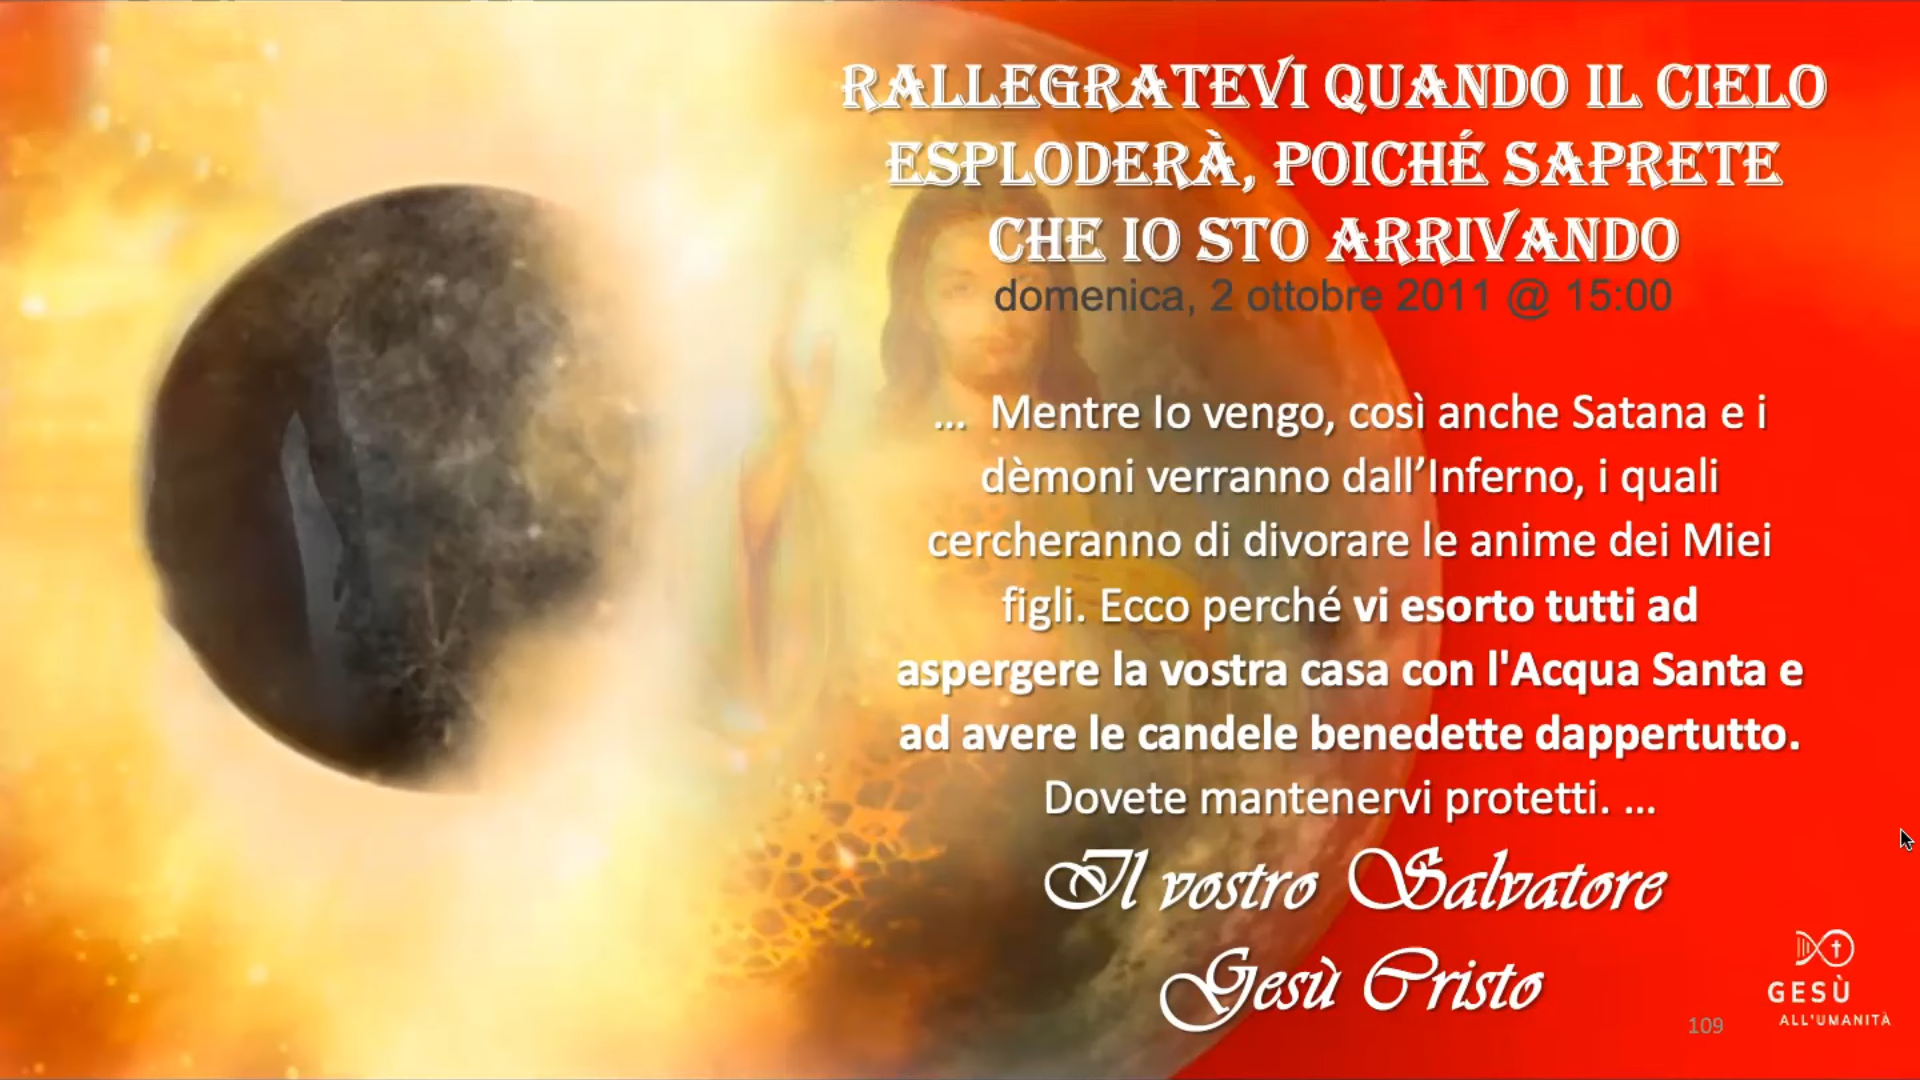 RALLEGRATEVI QUANDO IL CIELO
ESPLODERÀ, POICHÉ SAPRETE
CHE IO STO ARRIVANDO
domenica, 2 ottobre 2011 @ 15:00
... Mentre Io vengo, così anche Satana e i
dèmoni verranno dall’Inferno, i quali
cercheranno di divorare le anime dei Miei
figli. Ecco perché vi esorto tutti ad
aspergere la vostra casa con l'Acqua Santa e
ad avere le candele benedette dappertutto.
Dovete mantenervi protetti. ...
Il vostro Salvatore
Gesù Cristo
GESÙ
ALL'UMANITÀ
109